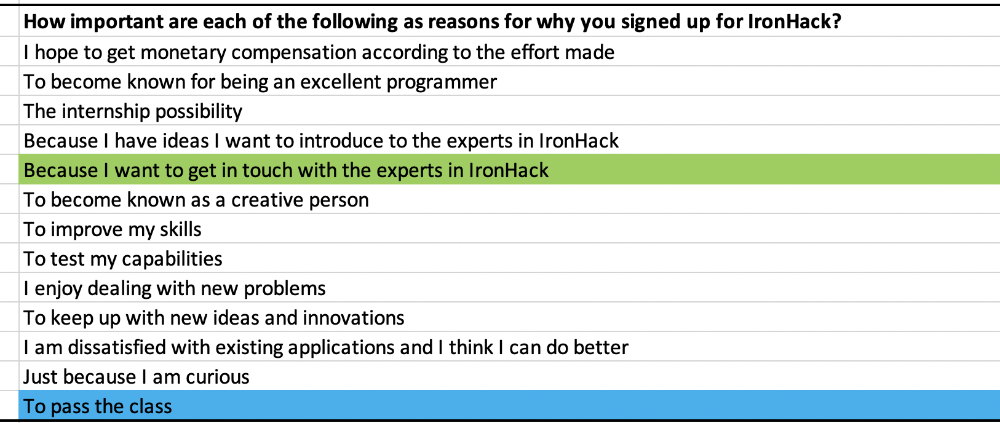 How important are each of the following as reasons for why you signed up for IronHack?
I hope to get monetary compensation according to the effort made
To become known for being an excellent programmer
The internship possibility
Because I have ideas I want to introduce to the experts in IronHack
Because I want to get in touch with the experts in IronHack
To become known as a creative person
To improve my skills
To test my capabilities
I enjoy dealing with new problems
To keep up with new ideas and innovations
I am dissatisfied with existing applications and I think I can do better
Just because I am curious
To pass the class